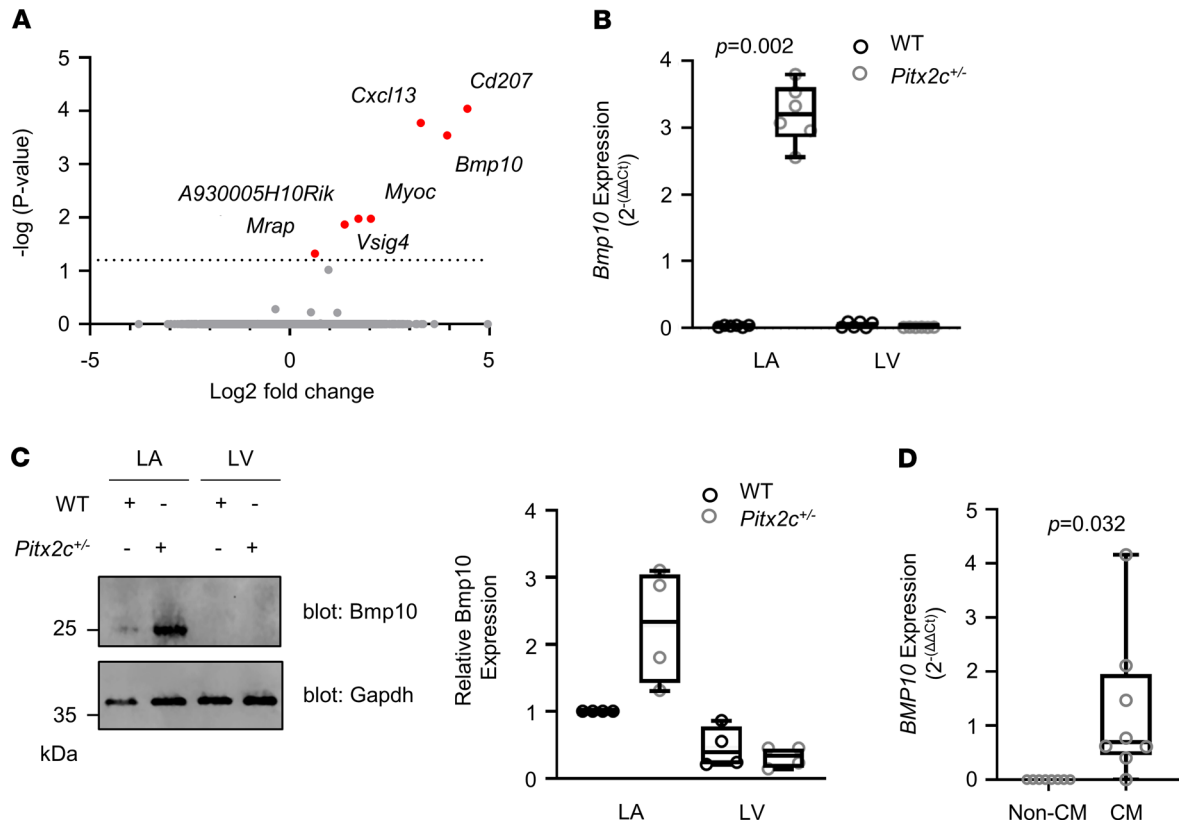 A
-log (P-value)
5
4
3
2
1
0
-5
0
5
Log2 fold change
Cxcl13
Cd207
Bmp10
A930005H10Rik
Myoc
Mrap
Vsig4
B
p=0.002
WT
Pitx2c+/-
Bmp10 Expression
(2-(ΔΔCt))
4
3
2
1
0
LA
LV
C
LA LV
WT + - + -
Pitx2c+/- - + - +
25
blot: Bmp10
35
blot: Gapdh
kDa
WT
Pitx2c+/-
Relative Bmp10
Expression
4
3
2
1
0
LA
LV
D
p=0.032
BMP10 Expression
(2-(ΔΔCt))
5
4
3
2
1
0
Non-CM CM